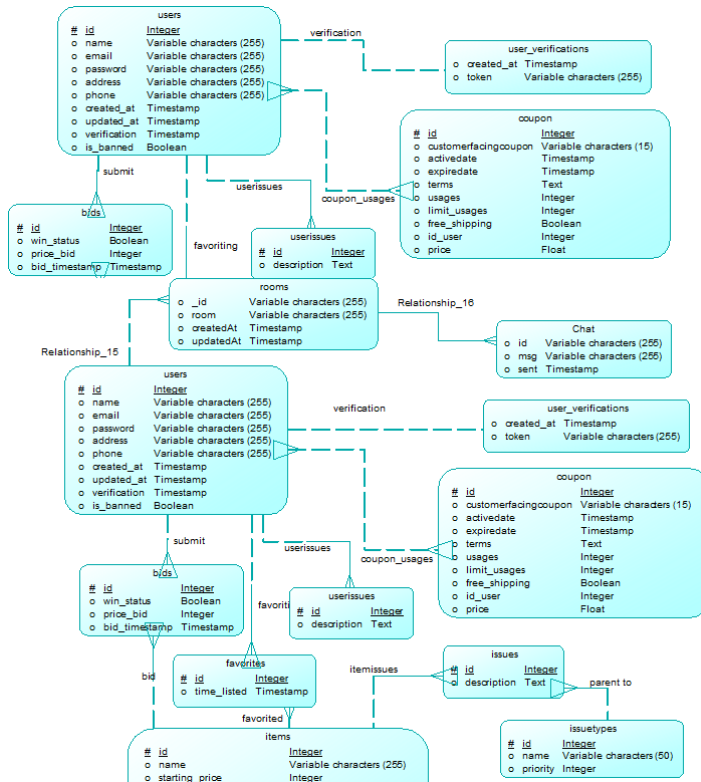 users
# id Integer
o name Variable characters (255)
o email Variable characters (255)
o password Variable characters (255)
o address Variable characters (255)
o phone Variable characters (255)
o created_at Timestamp
o updated_at Timestamp
o verification Timestamp
o is_banned Boolean
verification
user_verifications
o created_at Timestamp
o token Variable characters (255)
coupon
# id Integer
o customerfacingcoupon Variable characters (15)
o activedate Timestamp
o expiredate Timestamp
o terms Text
o usages Integer
o limit_usages Integer
o free_shipping Boolean
o id_user Integer
o price Float
coupon_usages
submit
userissues
favoriting
bids
# id Integer
o win_status Boolean
o price_bid Integer
o bid_timestamp Timestamp
userissues
# id Integer
o description Text
rooms
o _id Variable characters (255)
o room Variable characters (255)
o createdAt Timestamp
o updatedAt Timestamp
Relationship_16
Chat
o id Variable characters (255)
o msg Variable characters (255)
o sent Timestamp
Relationship_15
users
# id Integer
o name Variable characters (255)
o email Variable characters (255)
o password Variable characters (255)
o address Variable characters (255)
o phone Variable characters (255)
o created_at Timestamp
o updated_at Timestamp
o verification Timestamp
o is_banned Boolean
verification
user_verifications
o created_at Timestamp
o token Variable characters (255)
coupon
# id Integer
o customerfacingcoupon Variable characters (15)
o activedate Timestamp
o expiredate Timestamp
o terms Text
o usages Integer
o limit_usages Integer
o free_shipping Boolean
o id_user Integer
o price Float
coupon_usages
submit
userissues
bids
# id Integer
o win_status Boolean
o price_bid Integer
o bid_timestamp Timestamp
favoriti
userissues
# id Integer
o description Text
bid
favorites
# id Integer
o time_listed Timestamp
favorited
itemissues
issues
# id Integer
o description Text
parent to
issuetypes
# id Integer
o name Variable characters (50)
o priority Integer
items
# id Integer
o name Variable characters (255)
o starting_price Integer